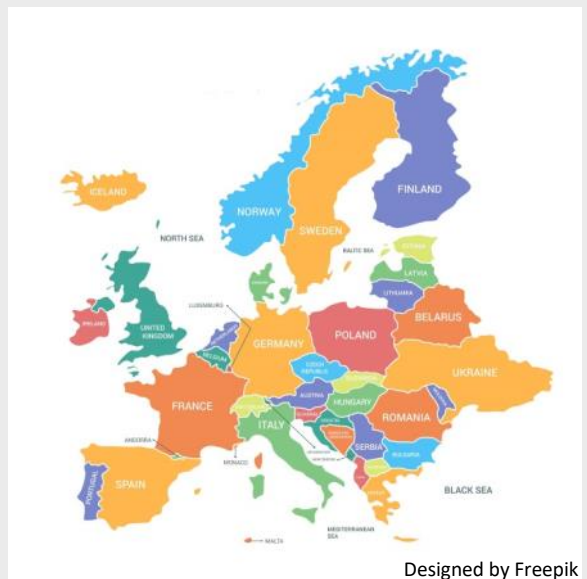 ICELAND
FINLAND
NORWAY
SWEDEN
NORTH SEA
BALTIC SEA
ESTONIA
LATVIA
LITHUANIA
DENMARK
LUXEMBURG
IRELAND
UNITED
KINGDOM
BELARUS
POLAND
GERMANY
BELGIUM
CZECH
REPUBLIC
UKRAINE
SLOVAKIA
AUSTRIA
HUNGARY
FRANCE
ROMANIA
ITALY
SERBIA
BULGARIA
ANDORRA
MONACO
PORTUGAL
SPAIN
BLACK SEA
MEDITERRANEAN
SEA
MALTA
Designed by Freepik